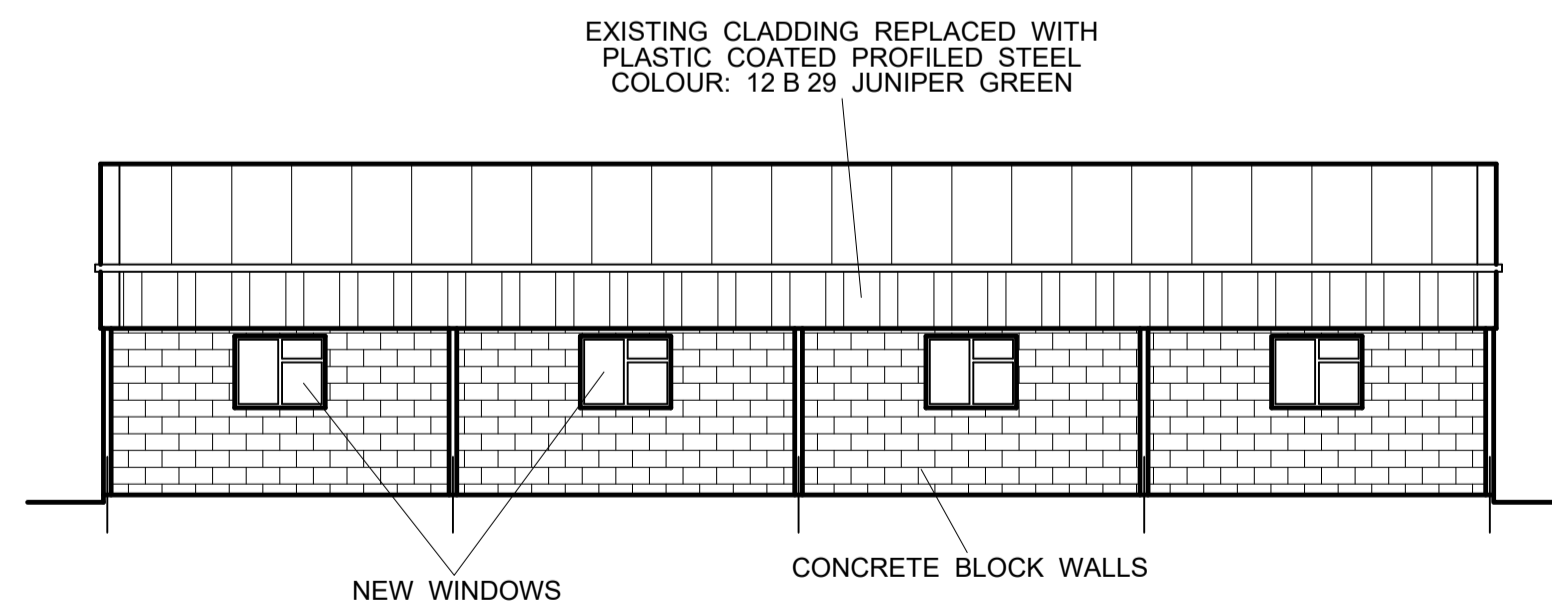 EXISTING CLADDING REPLACED WITH
PLASTIC COATED PROFILED STEEL
COLOUR: 12 B 29 JUNIPER GREEN
CONCRETE BLOCK WALLS
NEW WINDOWS